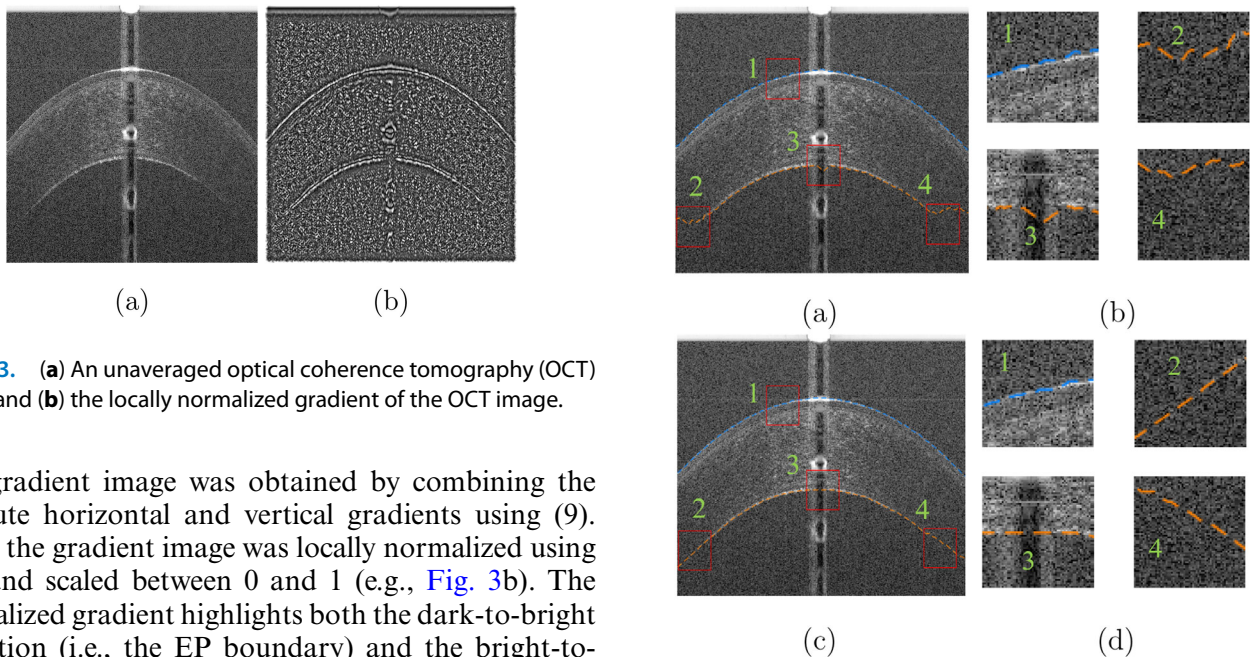 (a)
(b)
3. (a) An unaveraged optical coherence tomography (OCT)
and (b) the locally normalized gradient of the OCT image.
gradient image was obtained by combining the
ute horizontal and vertical gradients using (9).
the gradient image was locally normalized using
and scaled between 0 and 1 (e.g., Fig. 3b). The
alized gradient highlights both the dark-to-bright
tion (i.e., the EP boundary) and the bright-to-
1
2
3
4
(a)
1
2
3
4
(b)
1
2
3
4
(c)
1
2
3
4
(d)